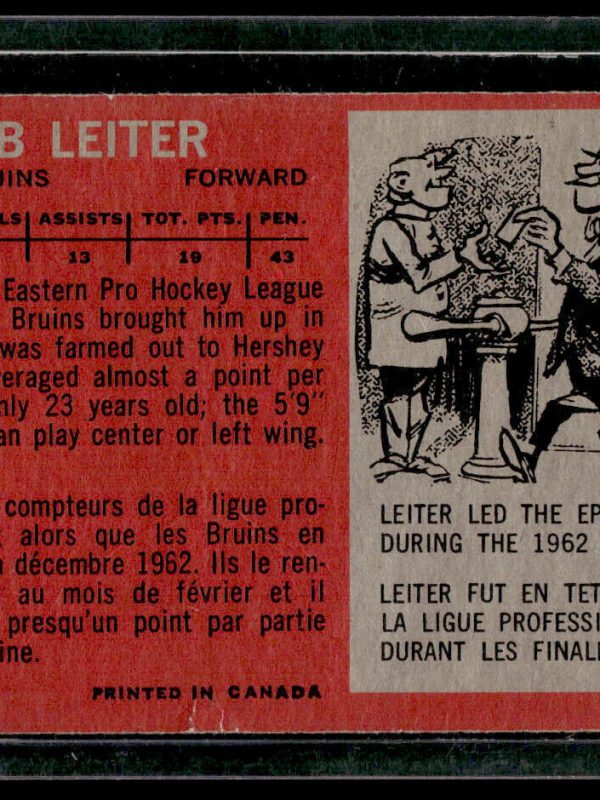 B LEITER
UINS FORWARD
LS ASSISTS TOT. PTS. PEN.
13 19 43
Eastern Pro Hockey League
Bruins brought him up in
was farmed out to Hershey
veraged almost a point per
nly 23 years old; the 5'9"
an play center or left wing.
compteurs de la ligue pro-
alors que les Bruins en
décembre 1962. Ils le ren-
au mois de février et il
presqu'un point par partie
ine.
PRINTED IN CANADA
LEITER LED THE EP
DURING THE 1962
LEITER FUT EN TET
LA LIGUE PROFESSI
DURANT LES FINAL